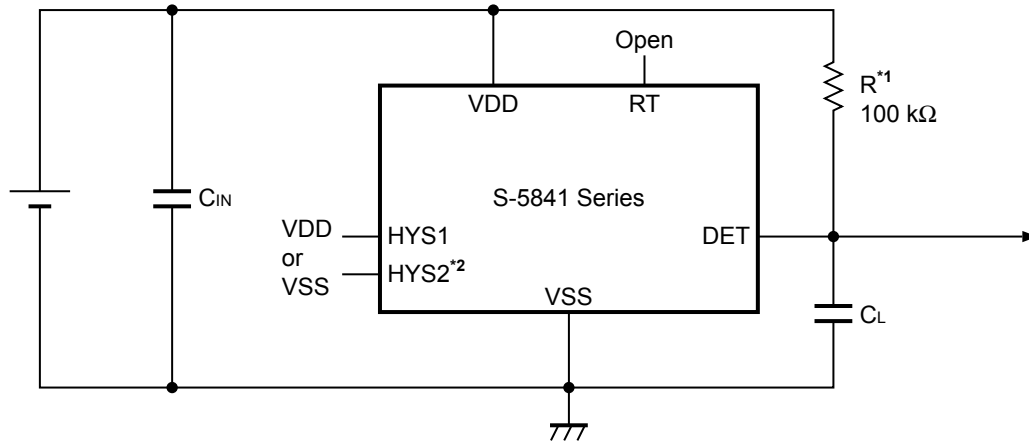 Open
VDD
RT
R*1
100 kΩ
S-5841 Series
CIN
VDD
or
VSS
HYS1
HYS2*2
DET
VSS
CL